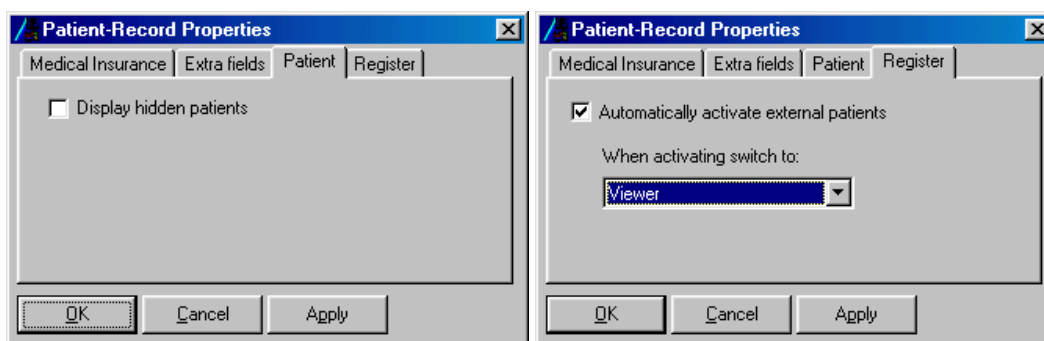 Patient-Record Properties
Medical Insurance Extra fields Patient Register
Display hidden patients
OK Cancel Apply
Patient-Record Properties
Medical Insurance Extra fields Patient Register
Automatically activate external patients
When activating switch to:
Viewer
OK Cancel Apply